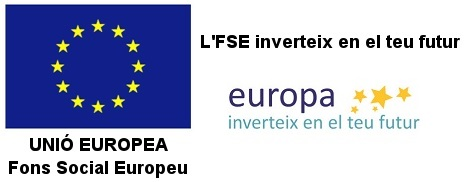 L'FSE inverteix en el teu futur
europa
inverteix en el teu futur
UNIÓ EUROPEA
Fons Social Europeu